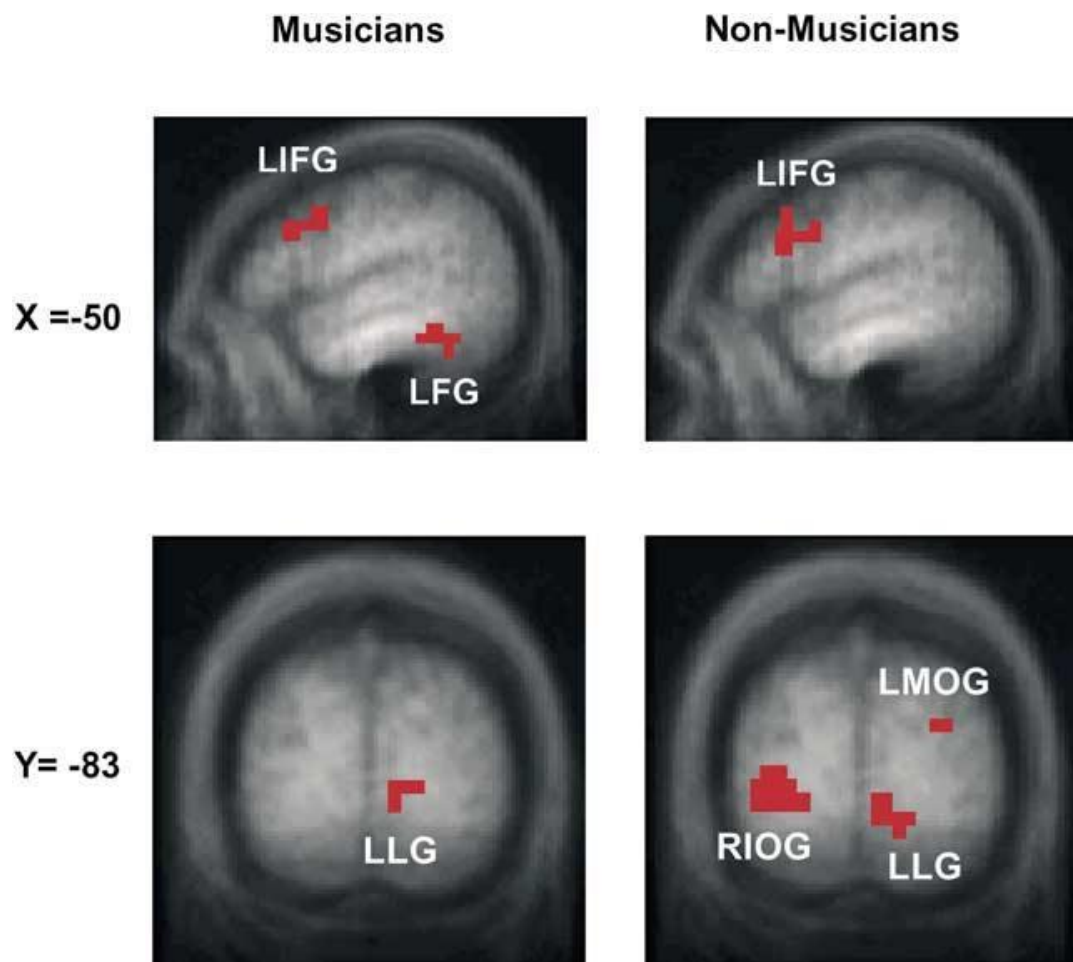 Musicians Non-Musicians
X =-50
LIFG
LFG
LIFG
Y= -83
LLG
LMOG
RIOG
LLG